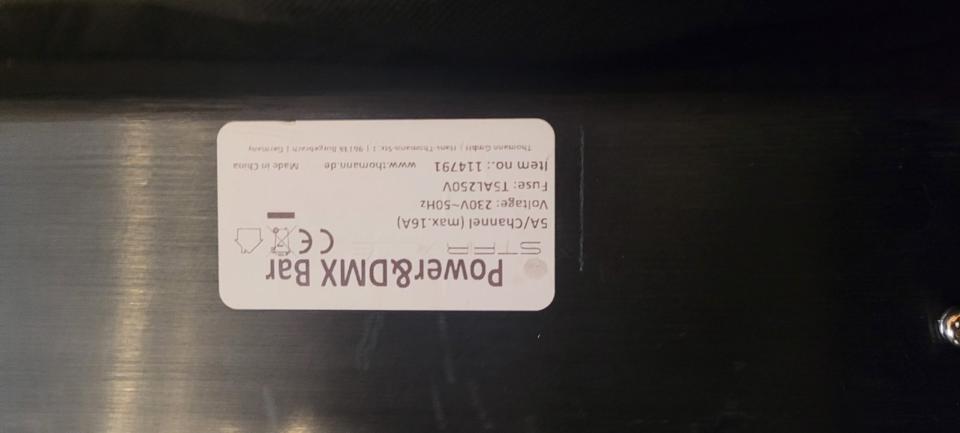 Power&DMX Bar
5A/Channel (max.16A)
Voltage: 230V~50Hz
Fuse: T5AL250V
Item no.: 114791 www.thomann.de Made in China
Thomann GmbH | Hans-Thomann-Str. 1 | 96138 Burgebrach | Germany